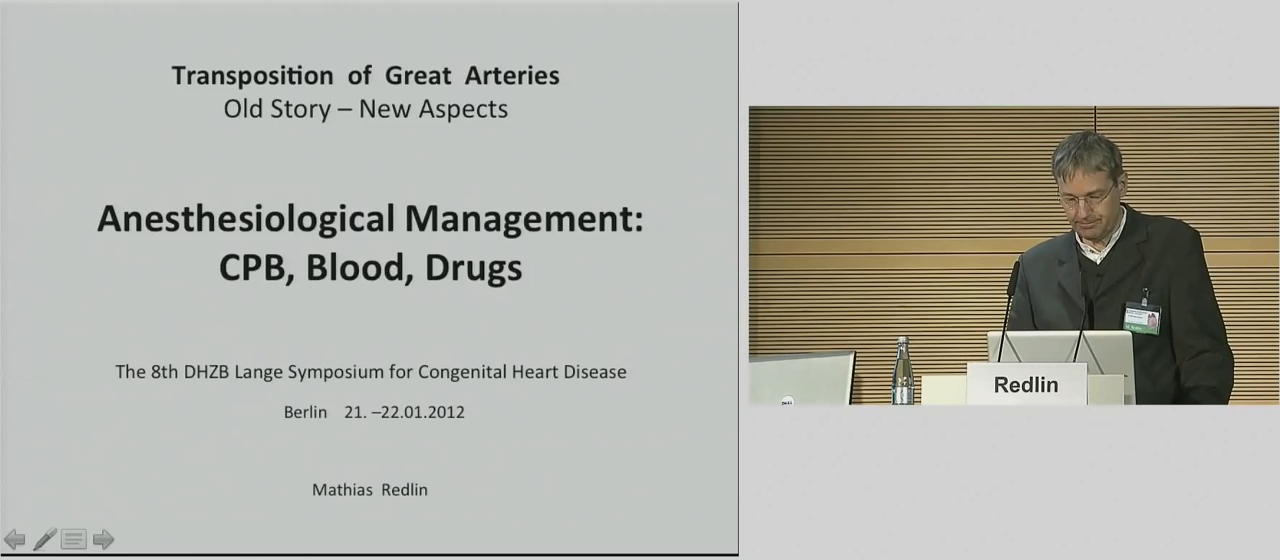 Transposition of Great Arteries
Old Story – New Aspects
Anesthesiological Management:
CPB, Blood, Drugs
The 8th DHZB Lange Symposium for Congenital Heart Disease
Berlin 21. –22.01.2012
Mathias Redlin
Redlin